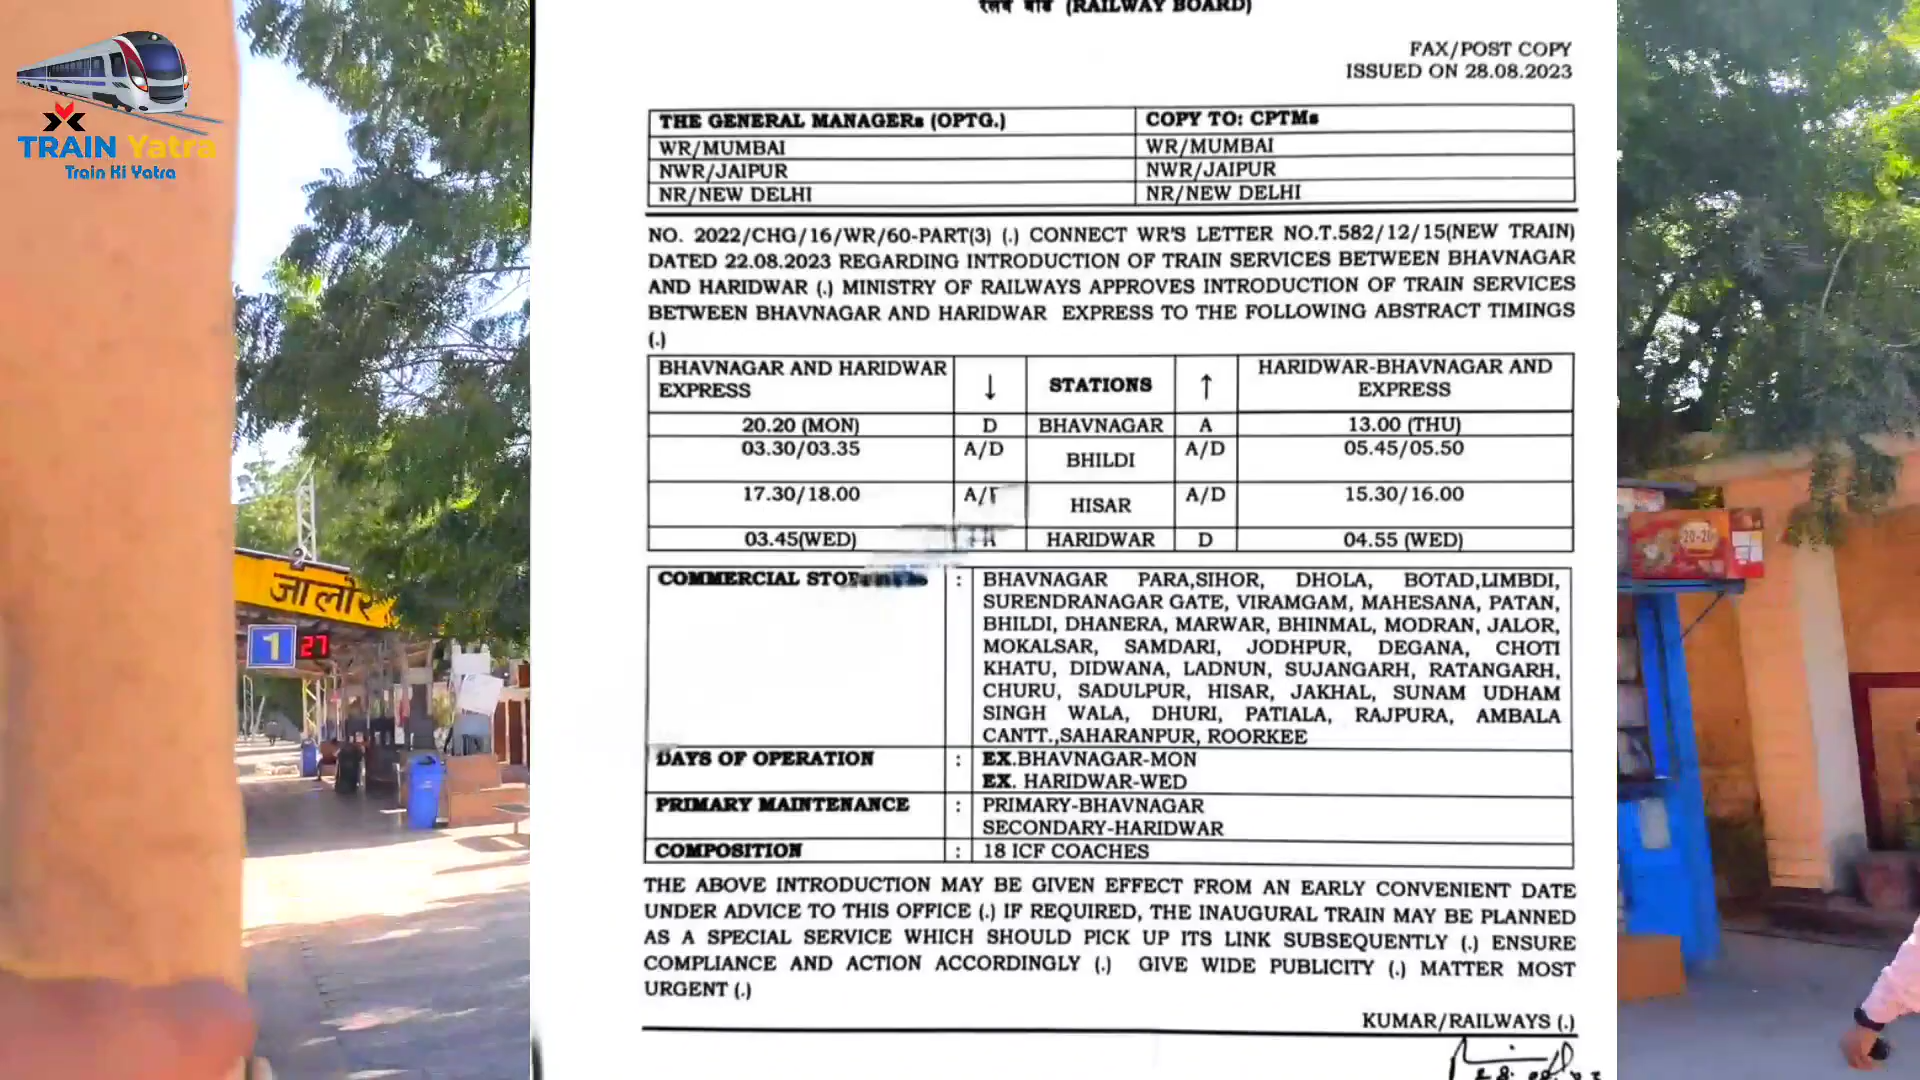 TRAIN Yatra
Train Ki Yatra
जालोर
1 27
(RAILWAY BOARD)
FAX/POST COPY
ISSUED ON 28.08.2023
THE GENERAL MANAGERs (OPTG.) COPY TO: CPTMs
WR/MUMBAI WR/MUMBAI
NWR/JAIPUR NWR/JAIPUR
NR/NEW DELHI NR/NEW DELHI
NO. 2022/CHG/16/WR/60-PART(3) (.) CONNECT WR'S LETTER NO.T.582/12/15(NEW TRAIN)
DATED 22.08.2023 REGARDING INTRODUCTION OF TRAIN SERVICES BETWEEN BHAVNAGAR
AND HARIDWAR (.) MINISTRY OF RAILWAYS APPROVES INTRODUCTION OF TRAIN SERVICES
BETWEEN BHAVNAGAR AND HARIDWAR EXPRESS TO THE FOLLOWING ABSTRACT TIMINGS
(.)
BHAVNAGAR AND HARIDWAR EXPRESS ↓ STATIONS ↑ HARIDWAR-BHAVNAGAR AND EXPRESS
20.20 (MON) D BHAVNAGAR A 13.00 (THU)
03.30/03.35 A/D BHILDI A/D 05.45/05.50
17.30/18.00 HISAR A/D 15.30/16.00
03.45(WED) HARIDWAR D 04.55 (WED)
COMMERCIAL : BHAVNAGAR PARA,SIHOR, DHOLA, BOTAD,LIMBDI,
SURENDRANAGAR GATE, VIRAMGAM, MAHESANA, PATAN,
BHILDI, DHANERA, MARWAR, BHINMAL, MODRAN, JALOR,
MOKALSAR, SAMDARI, JODHPUR, DEGANA, CHOTI
KHATU, DIDWANA, LADNUN, SUJANGARH, RATANGARH,
CHURU, SADULPUR, HISAR, JAKHAL, SUNAM UDHAM
SINGH WALA, DHURI, PATIALA, RAJPURA, AMBALA
CANTT.,SAHARANPUR, ROORKEE
DAYS OF OPERATION : EX.BHAVNAGAR-MON
EX. HARIDWAR-WED
PRIMARY MAINTENANCE : PRIMARY-BHAVNAGAR
SECONDARY-HARIDWAR
COMPOSITION : 18 ICF COACHES
THE ABOVE INTRODUCTION MAY BE GIVEN EFFECT FROM AN EARLY CONVENIENT DATE
UNDER ADVICE TO THIS OFFICE (.) IF REQUIRED, THE INAUGURAL TRAIN MAY BE PLANNED
AS A SPECIAL SERVICE WHICH SHOULD PICK UP ITS LINK SUBSEQUENTLY (.) ENSURE
COMPLIANCE AND ACTION ACCORDINGLY (.) GIVE WIDE PUBLICITY (.) MATTER MOST
URGENT (.)
KUMAR/RAILWAYS (.)
20-20